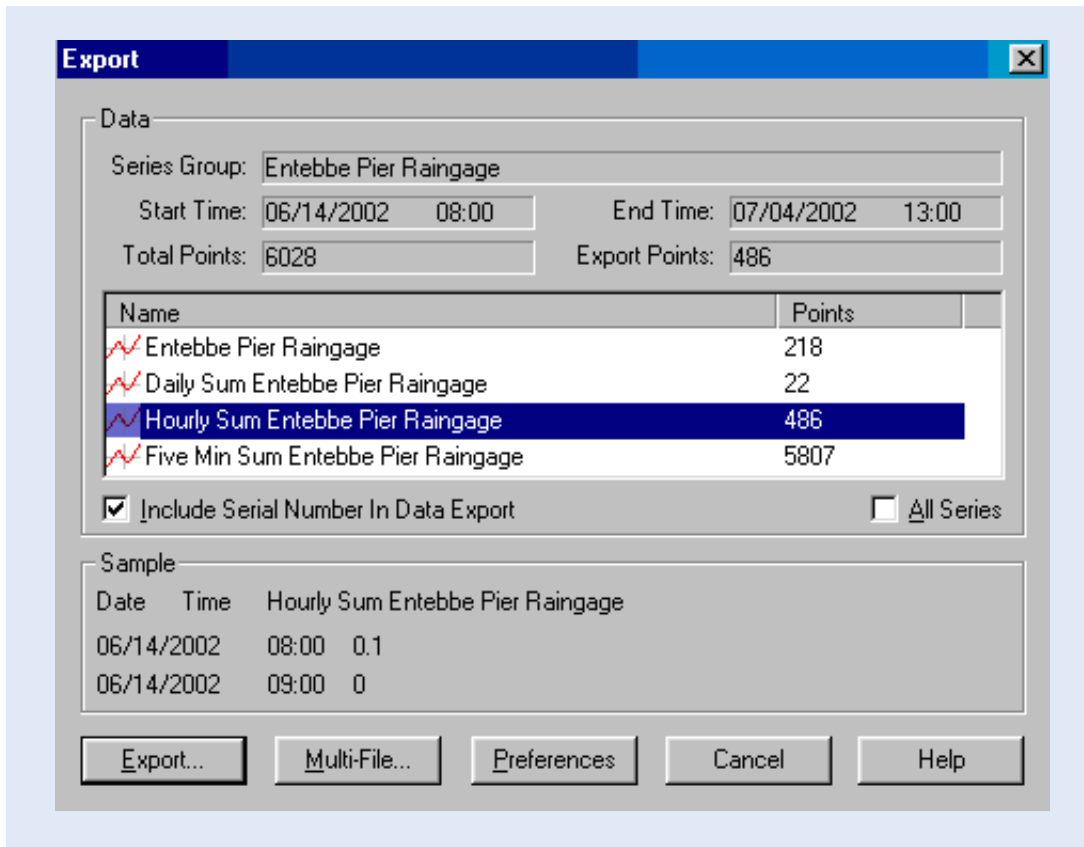 Export
Data
Series Group: Entebbe Pier Raingage
Start Time: 06/14/2002 08:00 End Time: 07/04/2002 13:00
Total Points: 6028 Export Points: 486
Name Points
Entebbe Pier Raingage 218
Daily Sum Entebbe Pier Raingage 22
Hourly Sum Entebbe Pier Raingage 486
Five Min Sum Entebbe Pier Raingage 5807
Include Serial Number In Data Export All Series
Sample
Date Time Hourly Sum Entebbe Pier Raingage
06/14/2002 08:00 0.1
06/14/2002 09:00 0
Export... Multi-File... Preferences Cancel Help